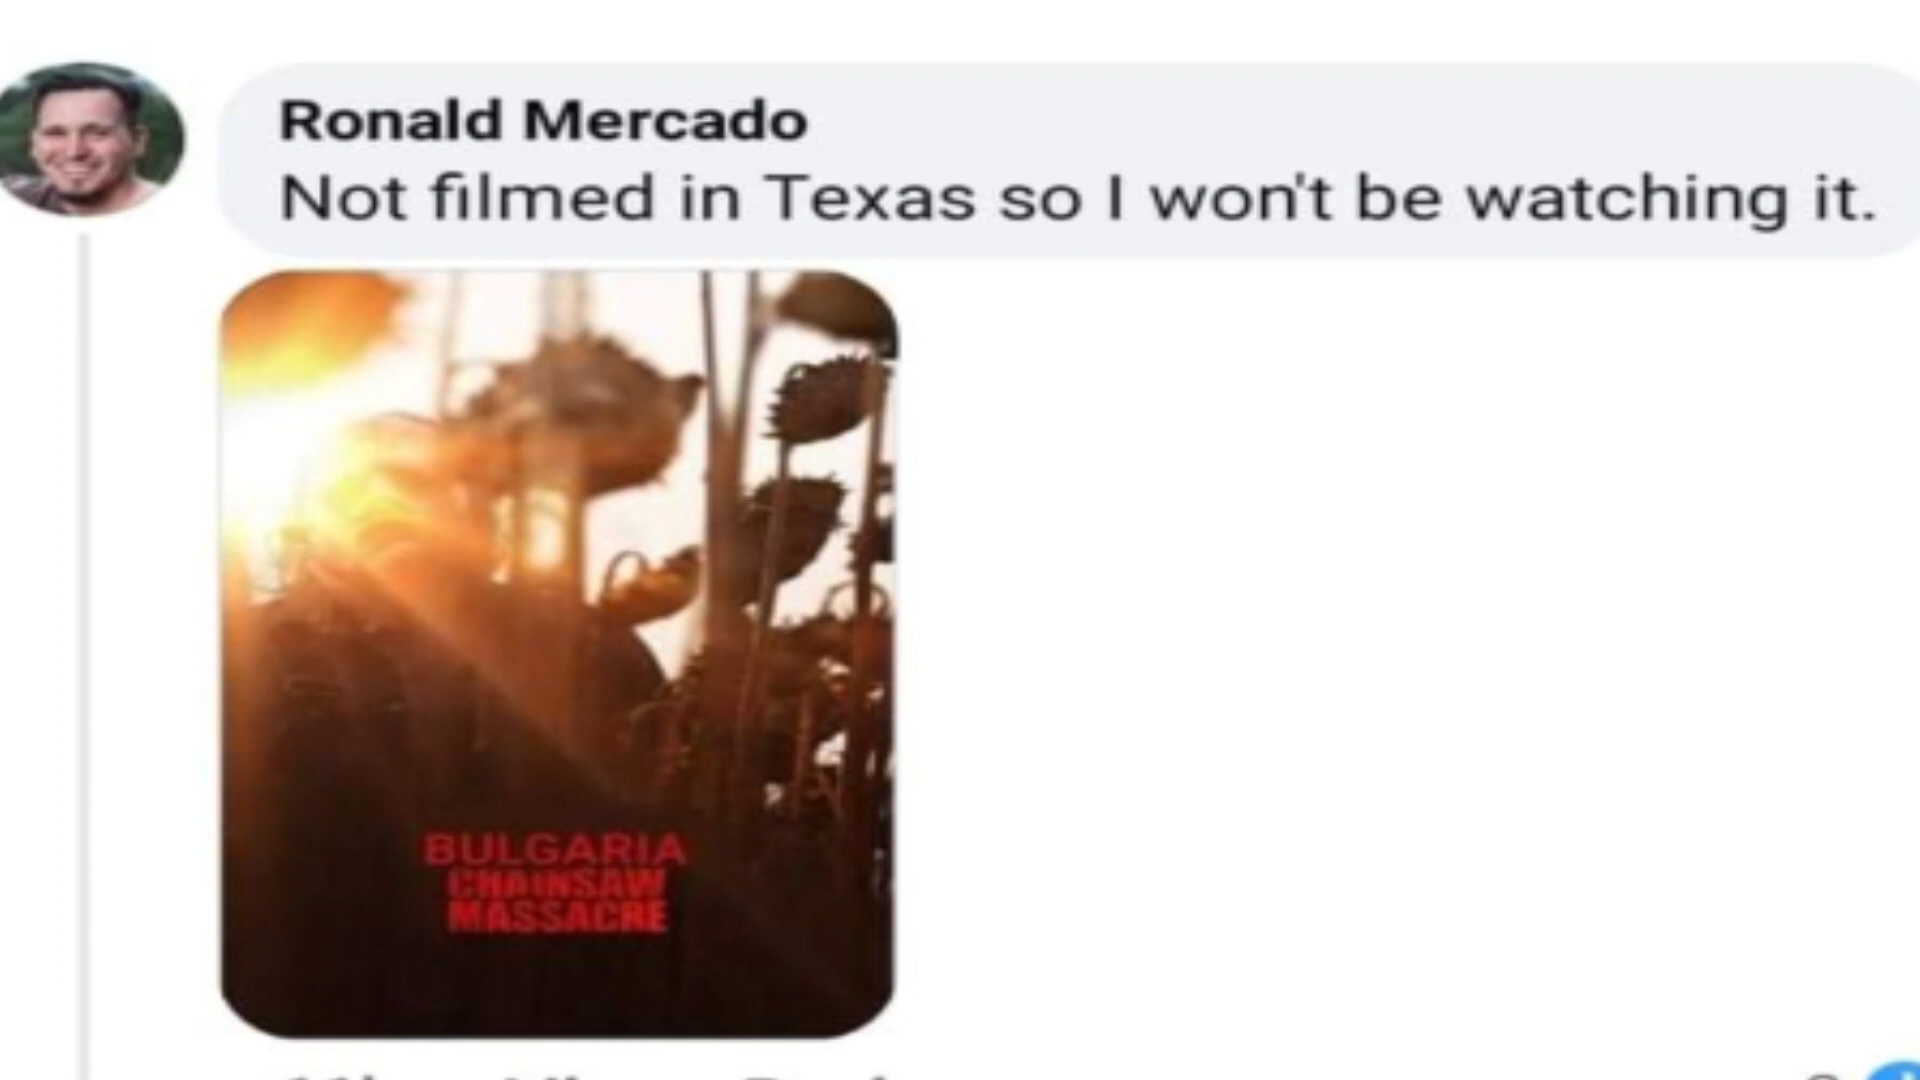 Ronald Mercado
Not filmed in Texas so I won't be watching it.
BULGARIA
CHAINSAW
MASSACRE